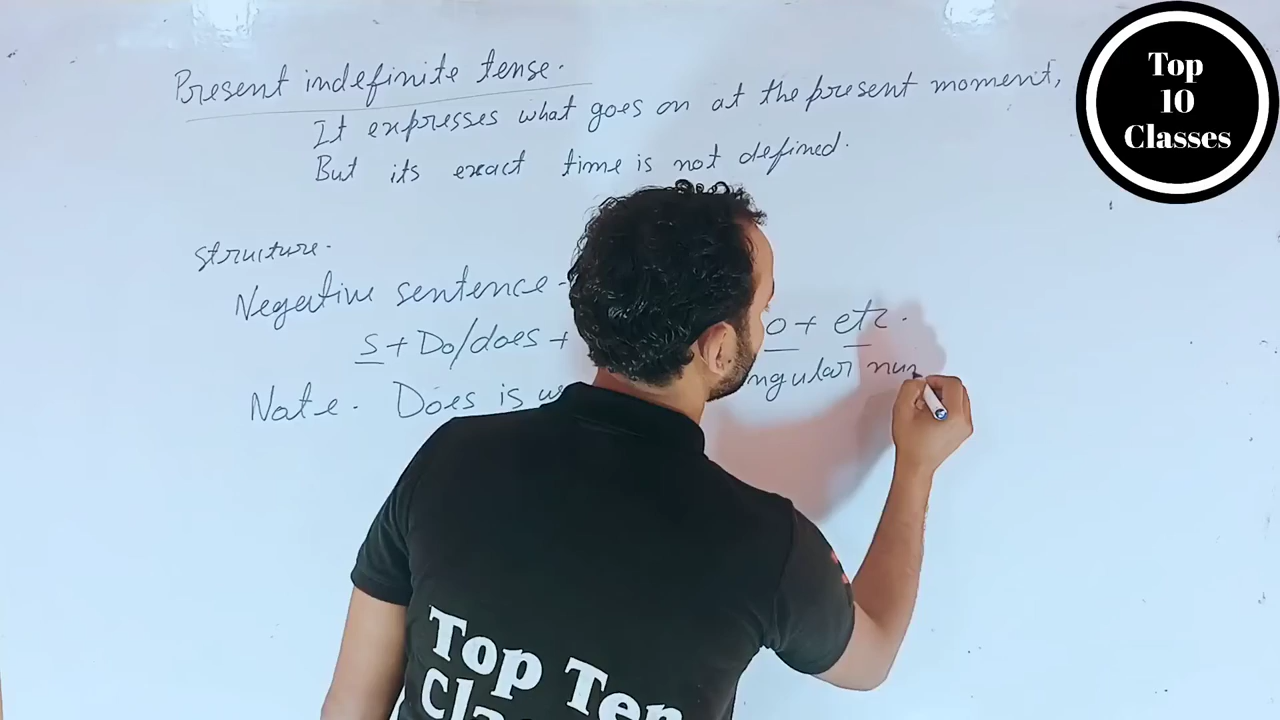 Present indefinite tense.
It expresses what goes on at the present moment,
But its exact time is not defined.
structure.
Negative sentence-
S+Do/does+ o+ etc.
Note. Does is ngular nu
Top
10
Classes
Top Ten
Cla